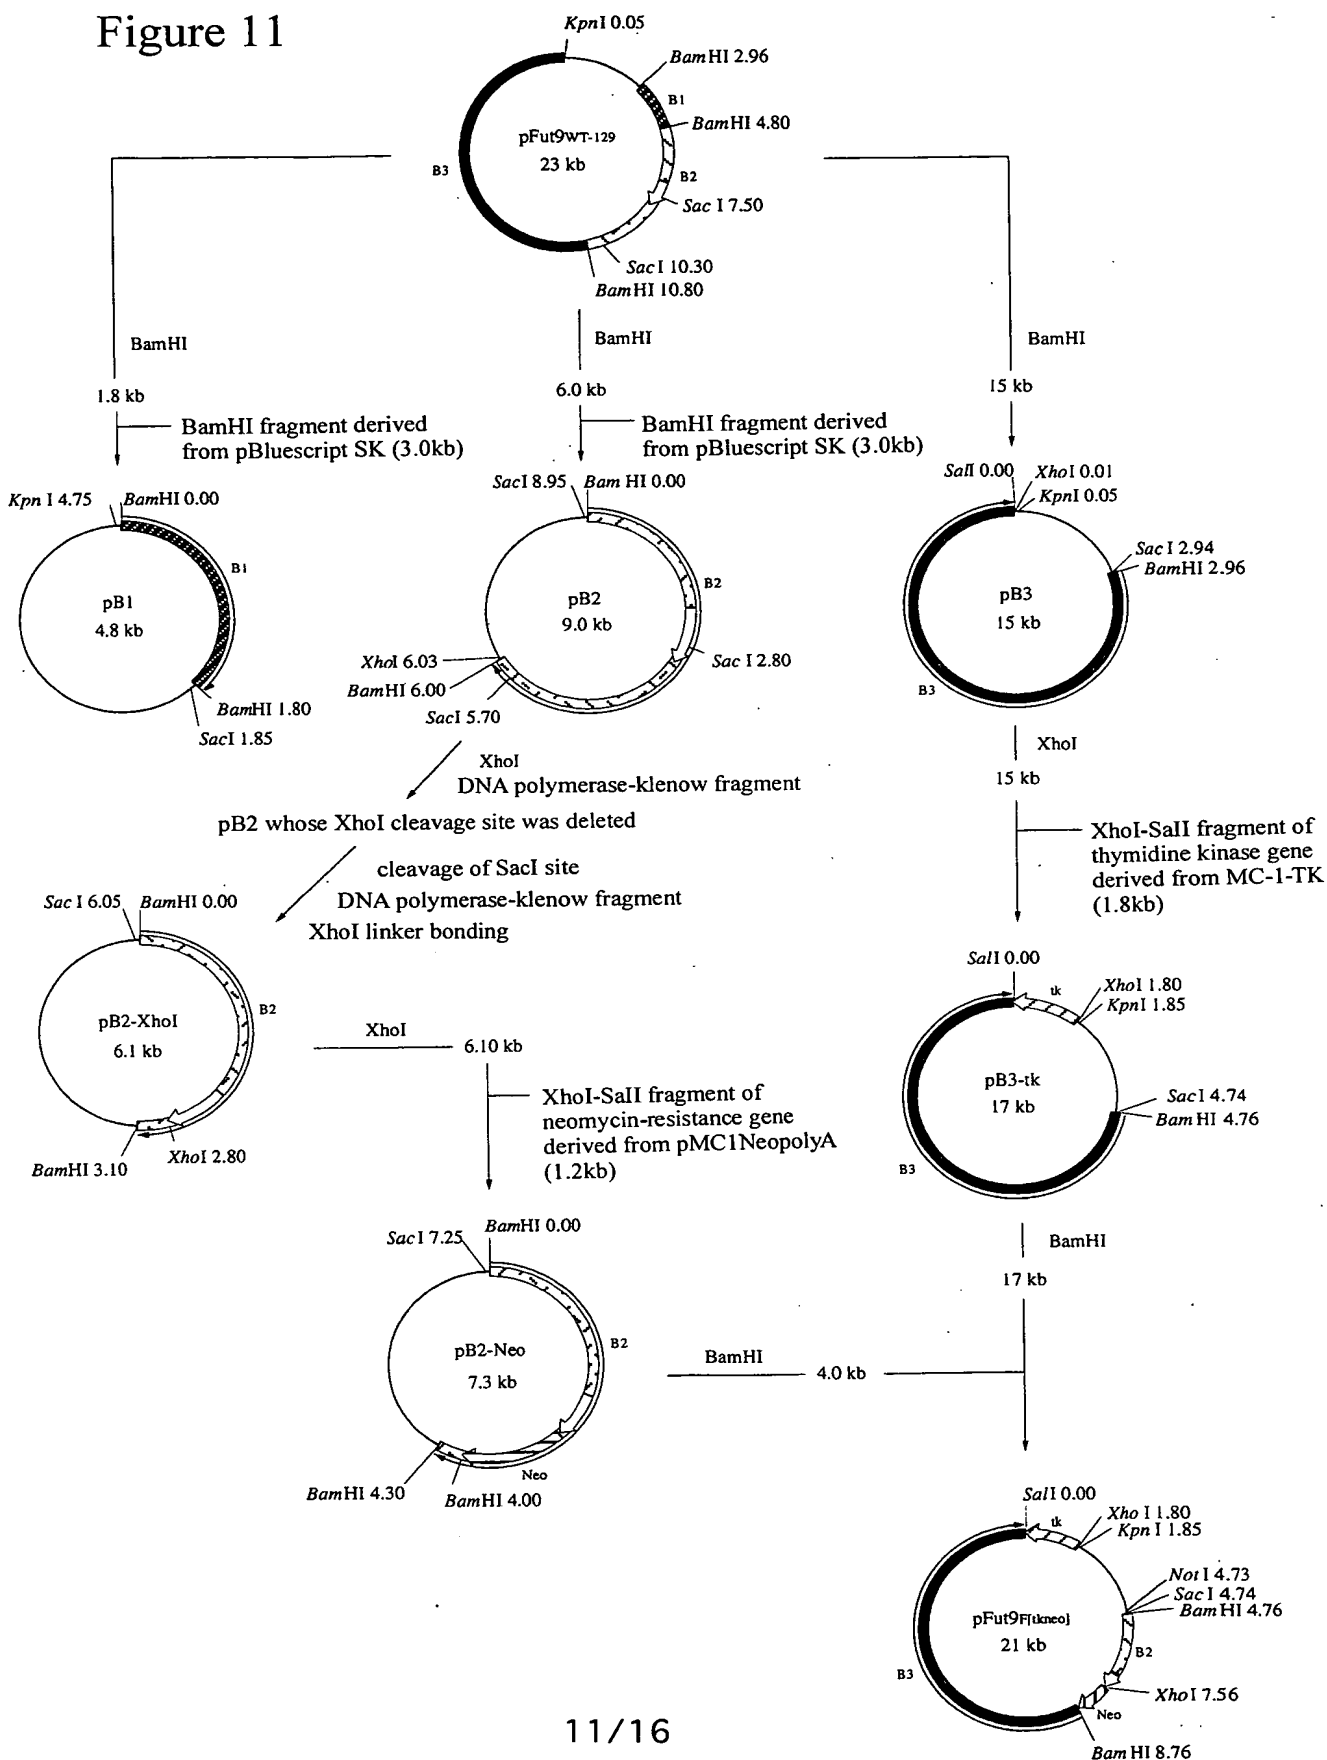 Figure 11
KpnI 0.05
BamHI 2.96
B1
BamHI 4.80
pFut9WT-129
23 kb
B3
B2
Sac I 7.50
SacI 10.30
BamHI 10.80
BamHI
BamHI
BamHI
1.8 kb
6.0 kb
15 kb
BamHI fragment derived
from pBluescript SK (3.0kb)
BamHI fragment derived
from pBluescript SK (3.0kb)
Kpn I 4.75
BamHI 0.00
B1
pB1
4.8 kb
BamHI 1.80
SacI 1.85
SacI 8.95
Bam HI 0.00
B2
pB2
9.0 kb
XhoI 6.03
BamHI 6.00
SacI 5.70
Sac I 2.80
SalI 0.00
XhoI 0.01
KpnI 0.05
Sac I 2.94
BamHI 2.96
pB3
15 kb
B3
XhoI
DNA polymerase-klenow fragment
pB2 whose XhoI cleavage site was deleted
cleavage of SacI site
DNA polymerase-klenow fragment
XhoI linker bonding
XhoI
15 kb
XhoI-SalI fragment of
thymidine kinase gene
derived from MC-1-TK
(1.8kb)
Sac I 6.05
BamHI 0.00
B2
pB2-XhoI
6.1 kb
BamHI 3.10
XhoI 2.80
XhoI
6.10 kb
XhoI-SalI fragment of
neomycin-resistance gene
derived from pMC1NeopolyA
(1.2kb)
SalI 0.00
tk
XhoI 1.80
KpnI 1.85
pB3-tk
17 kb
SacI 4.74
Bam HI 4.76
B3
BamHI
17 kb
SacI 7.25
BamHI 0.00
B2
pB2-Neo
7.3 kb
Neo
BamHI 4.30
BamHI 4.00
BamHI
4.0 kb
SalI 0.00
tk
Xho I 1.80
Kpn I 1.85
Not I 4.73
Sac I 4.74
Bam HI 4.76
pFut9F[tkneo]
21 kb
B2
B3
XhoI 7.56
Neo
Bam HI 8.76
11/16